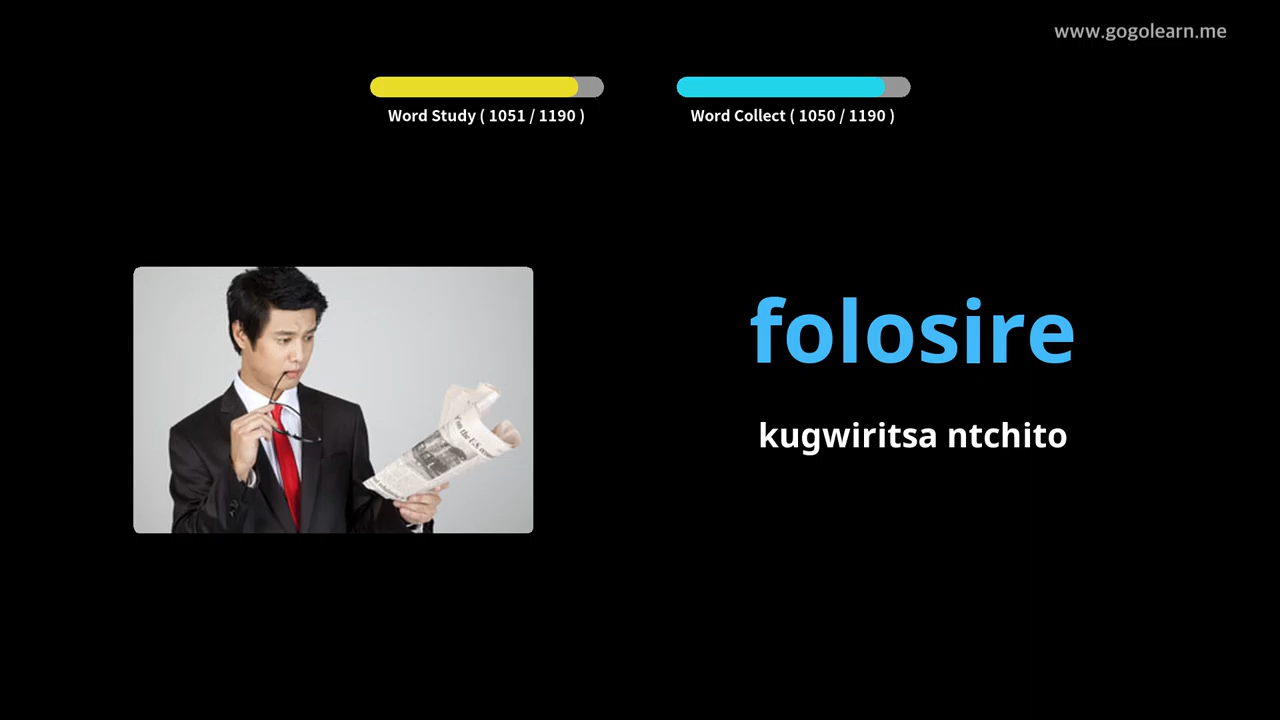 www.gogolearn.me
Word Study ( 1051 / 1190 )
Word Collect ( 1050 / 1190 )
folosire
kugwiritsa ntchito